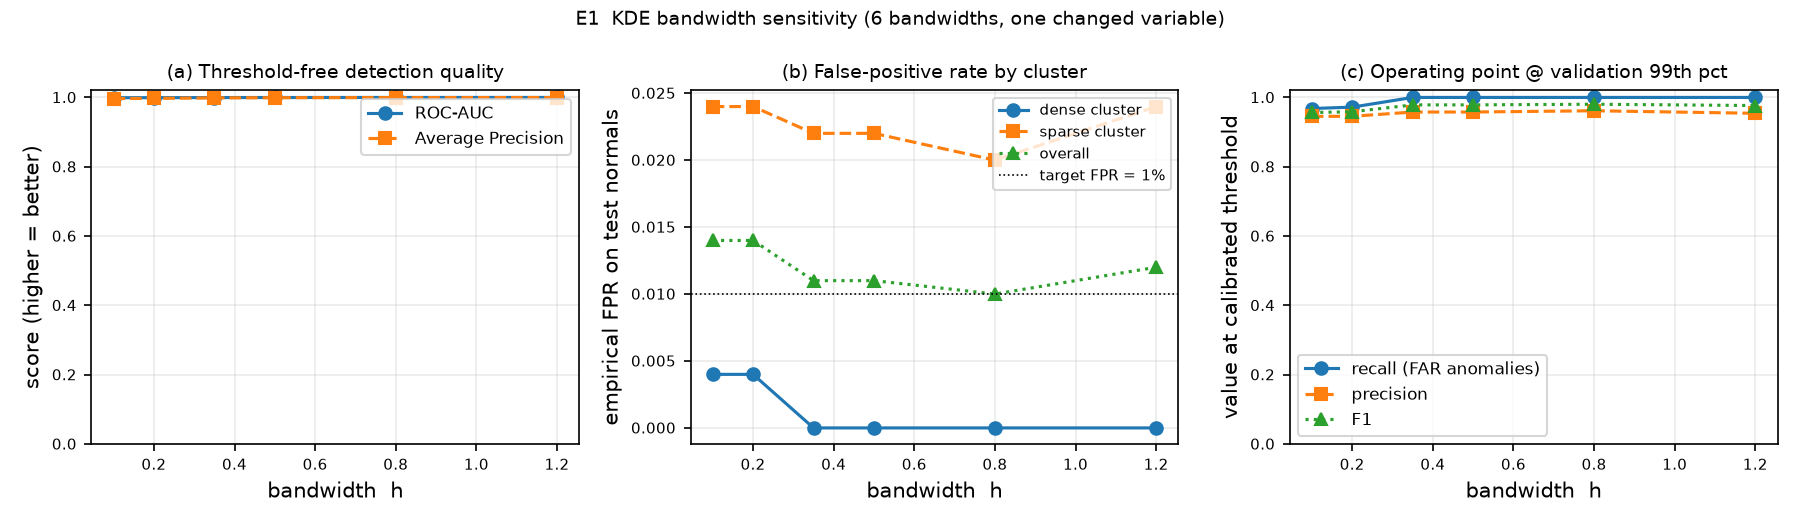 E1  KDE bandwidth sensitivity (6 bandwidths, one changed variable)
(a) Threshold-free detection quality
score (higher = better)
1.0
0.8
0.6
0.4
0.2
0.0
ROC-AUC
Average Precision
0.2 0.4 0.6 0.8 1.0 1.2
bandwidth  h
(b) False-positive rate by cluster
empirical FPR on test normals
0.025
0.020
0.015
0.010
0.005
0.000
dense cluster
sparse cluster
overall
target FPR = 1%
0.2 0.4 0.6 0.8 1.0 1.2
bandwidth  h
(c) Operating point @ validation 99th pct
value at calibrated threshold
1.0
0.8
0.6
0.4
0.2
0.0
recall (FAR anomalies)
precision
F1
0.2 0.4 0.6 0.8 1.0 1.2
bandwidth  h